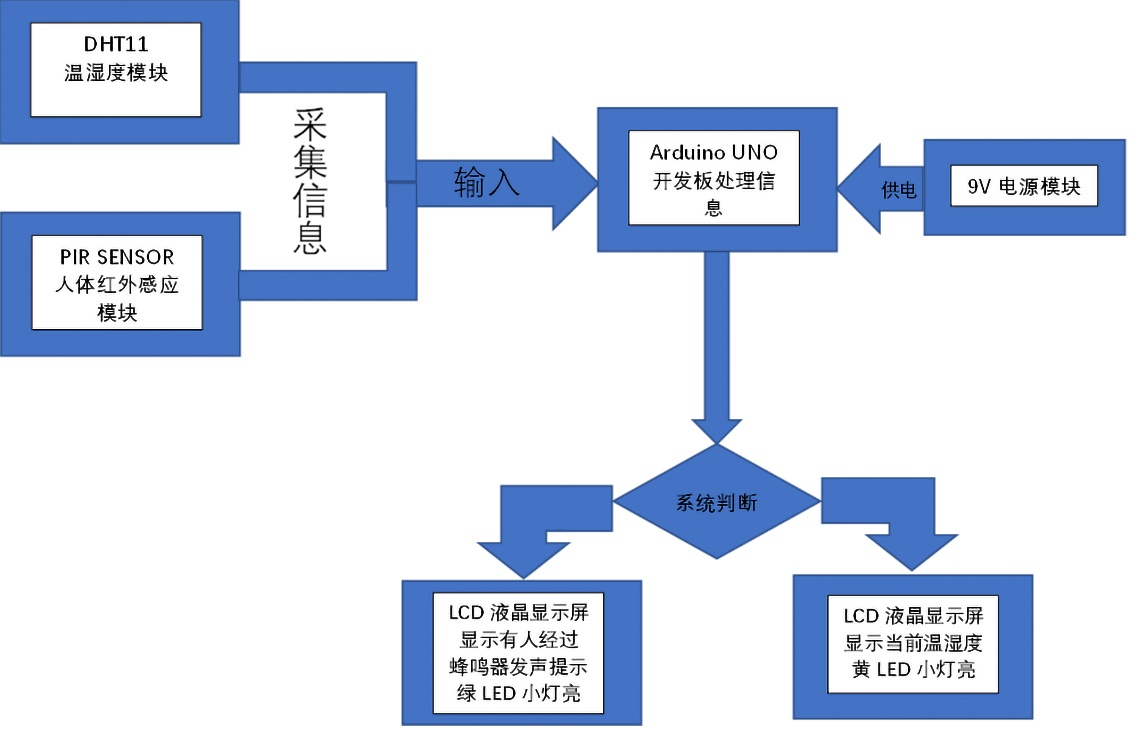 DHT11
温湿度模块
采
集
信
息
PIR SENSOR
人体红外感应
模块
输入
Arduino UNO
开发板处理信
息
供电
9V 电源模块
系统判断
LCD 液晶显示屏
显示有人经过
蜂鸣器发声提示
绿 LED 小灯亮
LCD 液晶显示屏
显示当前温湿度
黄 LED 小灯亮